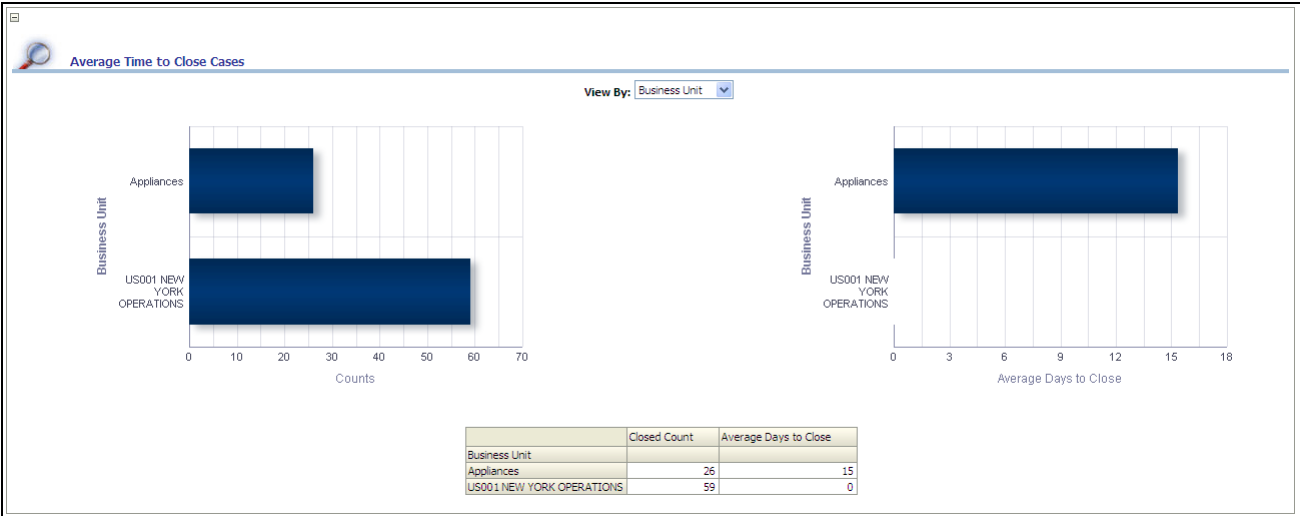 Average Time to Close Cases
View By: Business Unit
Business Unit
Appliances
US001 NEW
YORK
OPERATIONS
0 10 20 30 40 50 60 70
Counts
Business Unit
Appliances
US001 NEW
YORK
OPERATIONS
0 3 6 9 12 15 18
Average Days to Close
Closed Count Average Days to Close
Business Unit
Appliances 26 15
US001 NEW YORK OPERATIONS 59 0